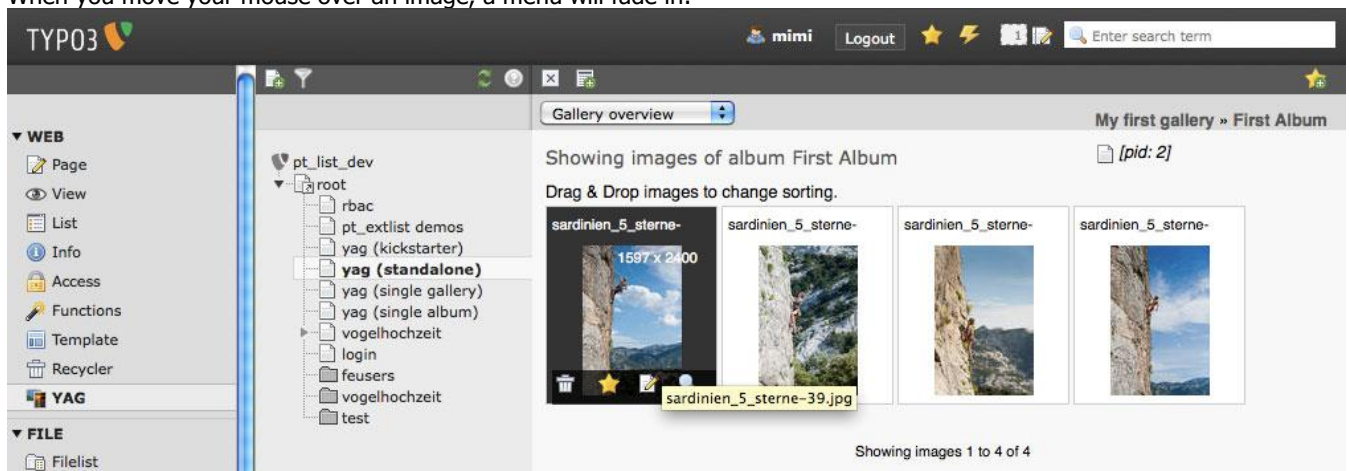 When you move your mouse over an image, a menu will fade in:
TYPO3
mimi Logout 1 Enter search term
Gallery overview
My first gallery » First Album
[pid: 2]
WEB
Page
View
List
Info
Access
Functions
Template
Recycler
YAG
FILE
Filelist
pt_list_dev
root
rbac
pt_extlist demos
yag (kickstarter)
yag (standalone)
yag (single gallery)
yag (single album)
vogelhochzeit
login
feusers
vogelhochzeit
test
Showing images of album First Album
Drag & Drop images to change sorting.
sardinien_5_sterne- sardinien_5_sterne- sardinien_5_sterne- sardinien_5_sterne-
1597 x 2400
sardinien_5_sterne-39.jpg
Showing images 1 to 4 of 4